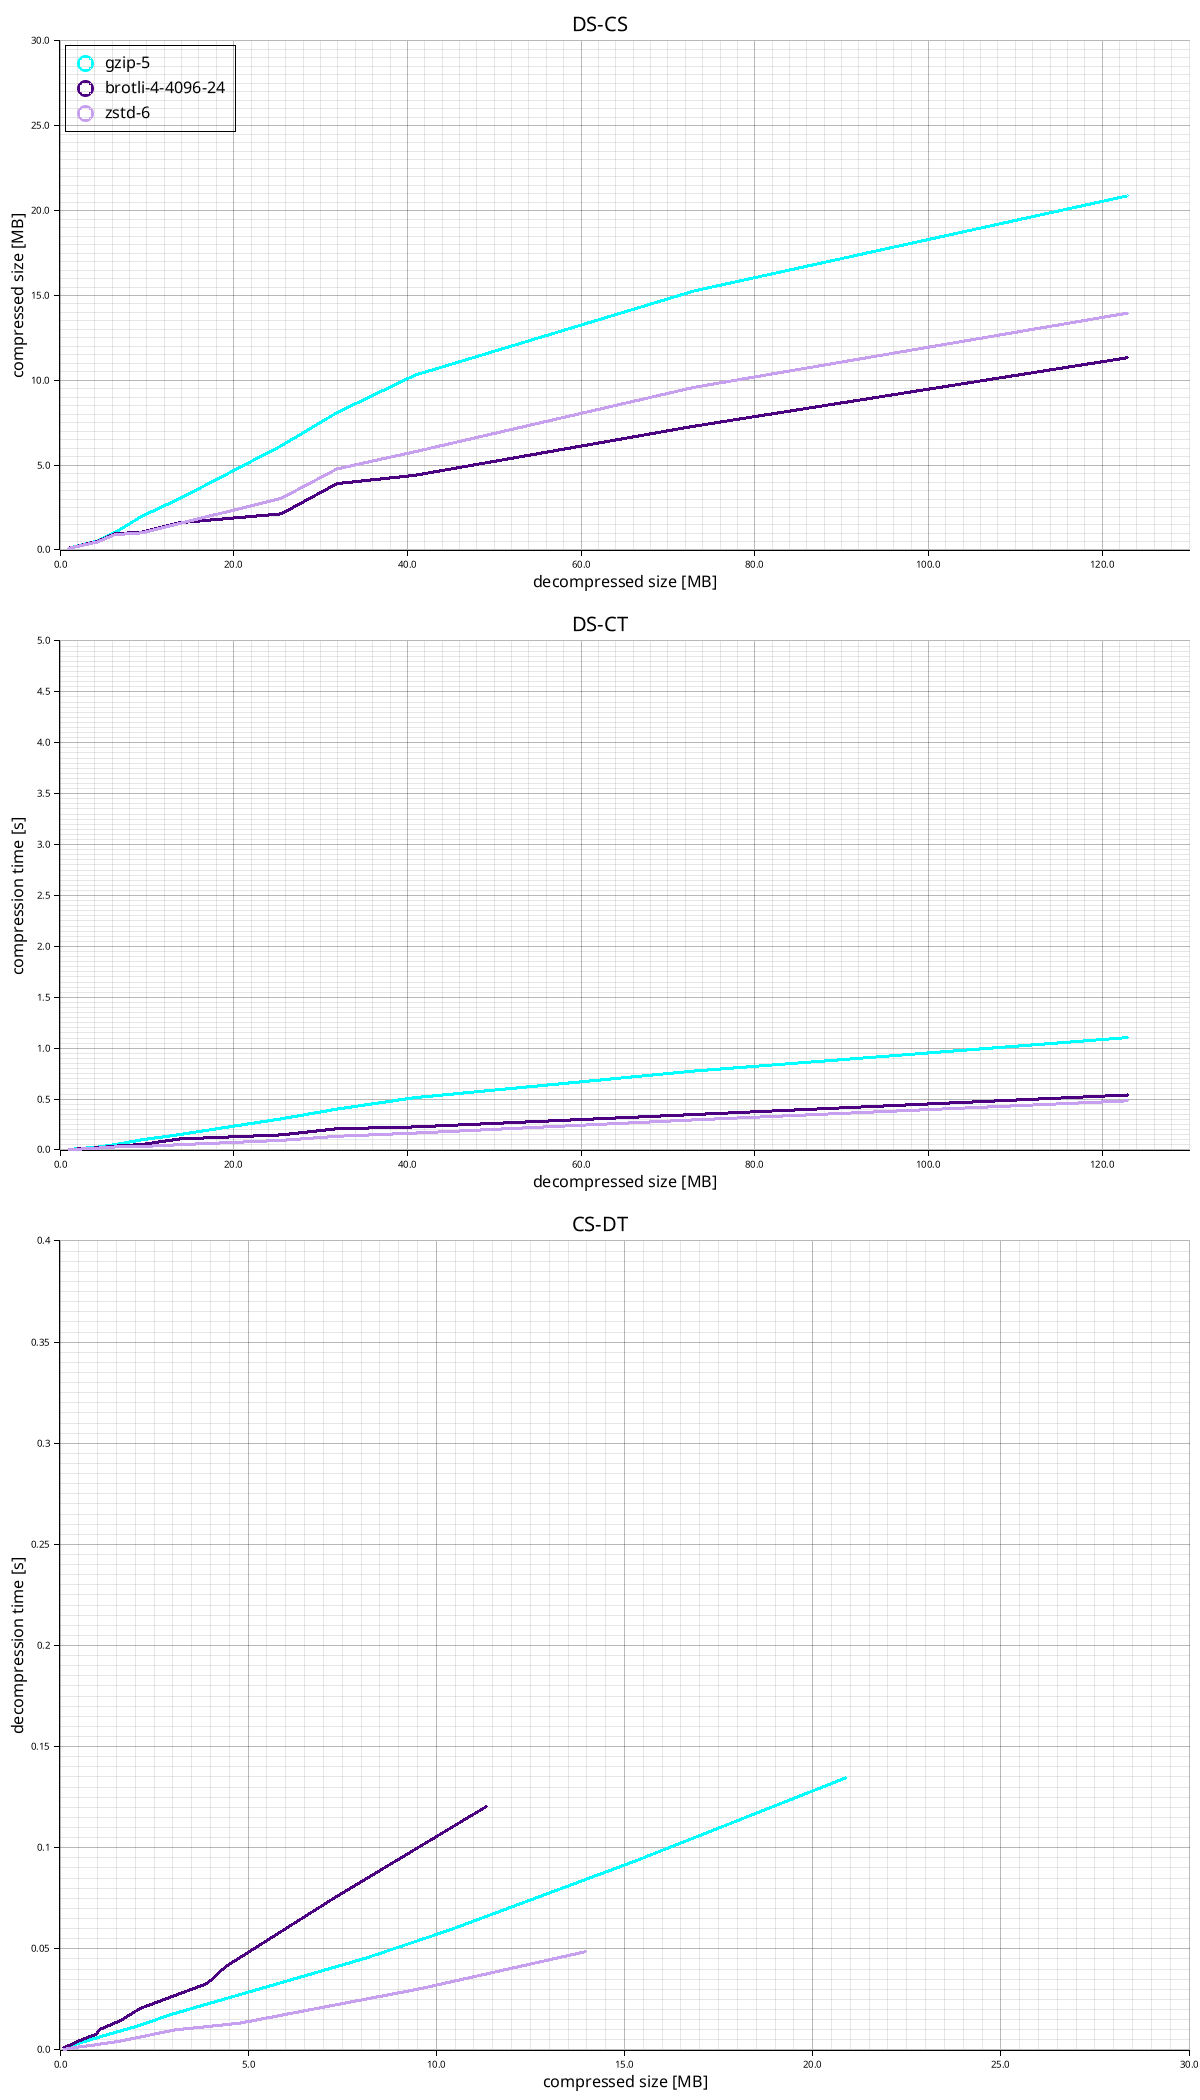 DS-CS
30.0
gzip-5
brotli-4-4096-24
zstd-6
25.0
20.0
15.0
10.0
5.0
0.0
compressed size [MB]
0.0 20.0 40.0 60.0 80.0 100.0 120.0
decompressed size [MB]
DS-CT
5.0
4.5
4.0
3.5
3.0
2.5
2.0
1.5
1.0
0.5
0.0
compression time [s]
0.0 20.0 40.0 60.0 80.0 100.0 120.0
decompressed size [MB]
CS-DT
0.4
0.35
0.3
0.25
0.2
0.15
0.1
0.05
0.0
decompression time [s]
0.0 5.0 10.0 15.0 20.0 25.0 30.0
compressed size [MB]